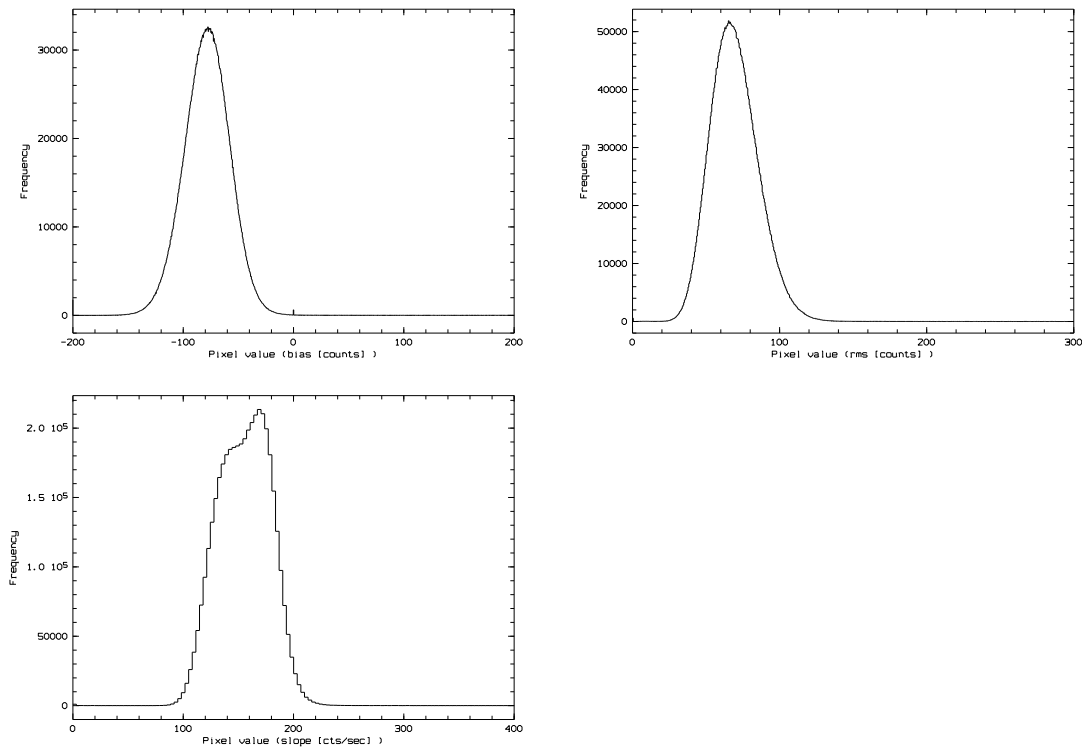 30000
20000
10000
0
Frequency
-200 -100 0 100 200
Pixel value (bias [counts] )
50000
40000
30000
20000
10000
0
Frequency
0 100 200 300
Pixel value (rms [counts] )
2.0 10⁵
1.5 10⁵
1.0 10⁵
50000
0
Frequency
0 100 200 300 400
Pixel value (slope [cts/sec] )